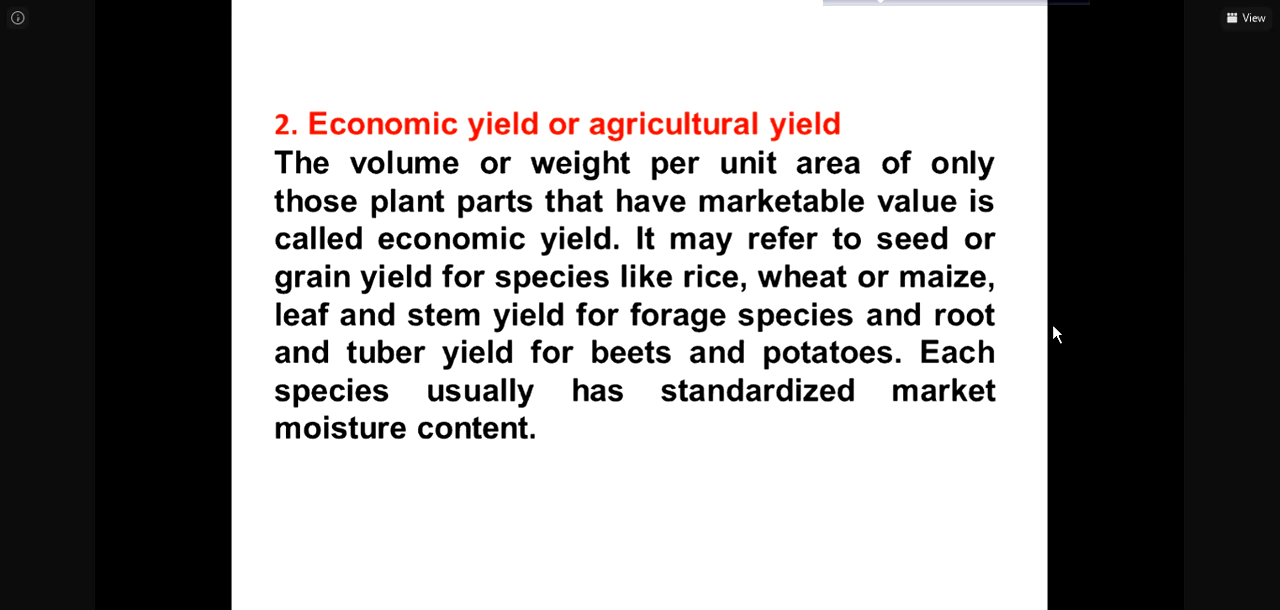 View
2. Economic yield or agricultural yield
The volume or weight per unit area of only
those plant parts that have marketable value is
called economic yield. It may refer to seed or
grain yield for species like rice, wheat or maize,
leaf and stem yield for forage species and root
and tuber yield for beets and potatoes. Each
species usually has standardized market
moisture content.